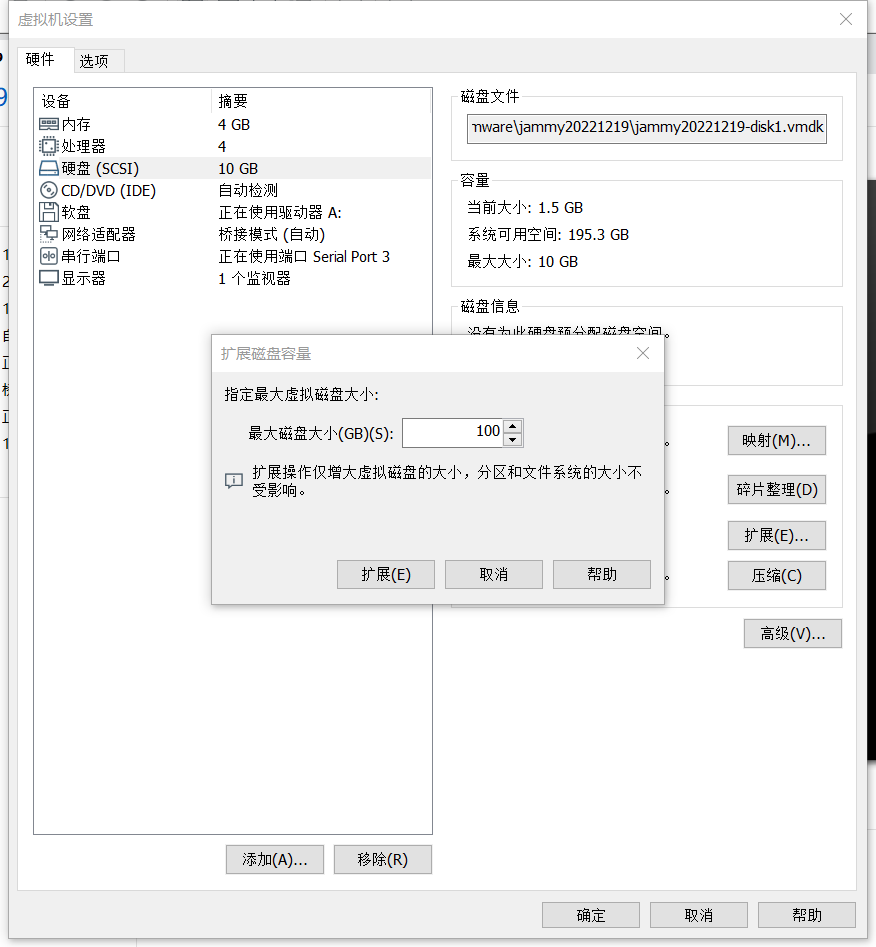 虚拟机设置
硬件 选项
设备 摘要
内存 4 GB
处理器 4
硬盘 (SCSI) 10 GB
CD/DVD (IDE) 自动检测
软盘 正在使用驱动器 A:
网络适配器 桥接模式 (自动)
串行端口 正在使用端口 Serial Port 3
显示器 1 个监视器
添加(A)... 移除(R)
磁盘文件
mware\jammy20221219\jammy20221219-disk1.vmdk
容量
当前大小: 1.5 GB
系统可用空间: 195.3 GB
最大大小: 10 GB
磁盘信息
没有为此硬盘预分配磁盘空间。
映射(M)...
碎片整理(D)
扩展(E)...
压缩(C)
高级(V)...
扩展磁盘容量
指定最大虚拟磁盘大小:
最大磁盘大小(GB)(S): 100
扩展操作仅增大虚拟磁盘的大小，分区和文件系统的大小不
受影响。
扩展(E) 取消 帮助
确定 取消 帮助